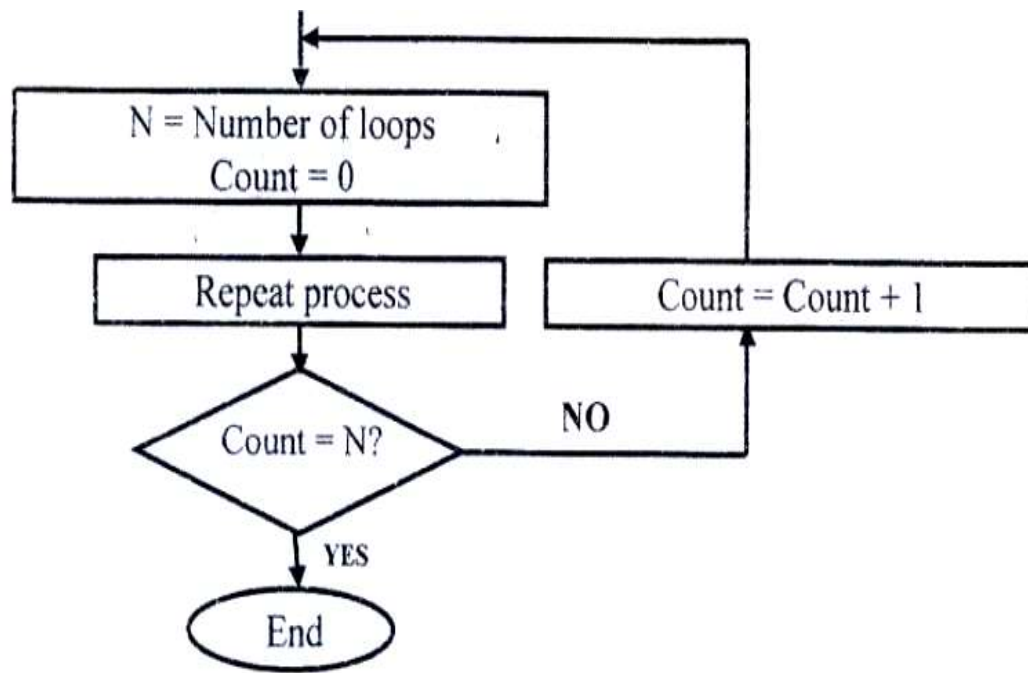 N = Number of loops
Count = 0
Repeat process
Count = Count + 1
Count = N?
NO
YES
End